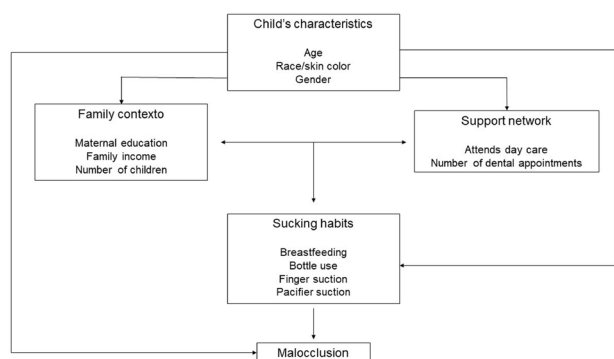 Child's characteristics
Age
Race/skin color
Gender
Family contexto
Maternal education
Family income
Number of children
Support network
Attends day care
Number of dental appointments
Sucking habits
Breastfeeding
Bottle use
Finger suction
Pacifier suction
Malocclusion